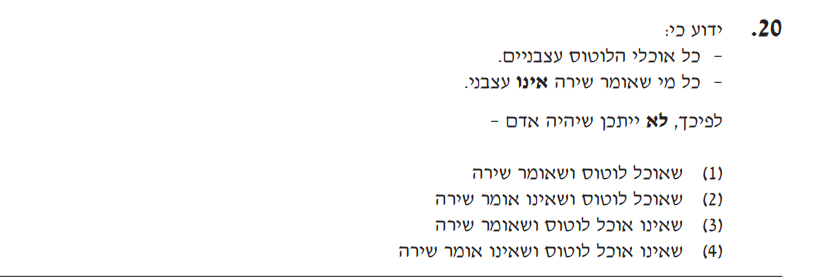 20. ידוע כי:
- כל אוכלי הלוטוס עצבניים.
- כל מי שאומר שירה אינו עצבני.
לפיכך, לא ייתכן שיהיה אדם -
(1) שאוכל לוטוס ושאומר שירה
(2) שאוכל לוטוס ושאינו אומר שירה
(3) שאינו אוכל לוטוס ושאומר שירה
(4) שאינו אוכל לוטוס ושאינו אומר שירה